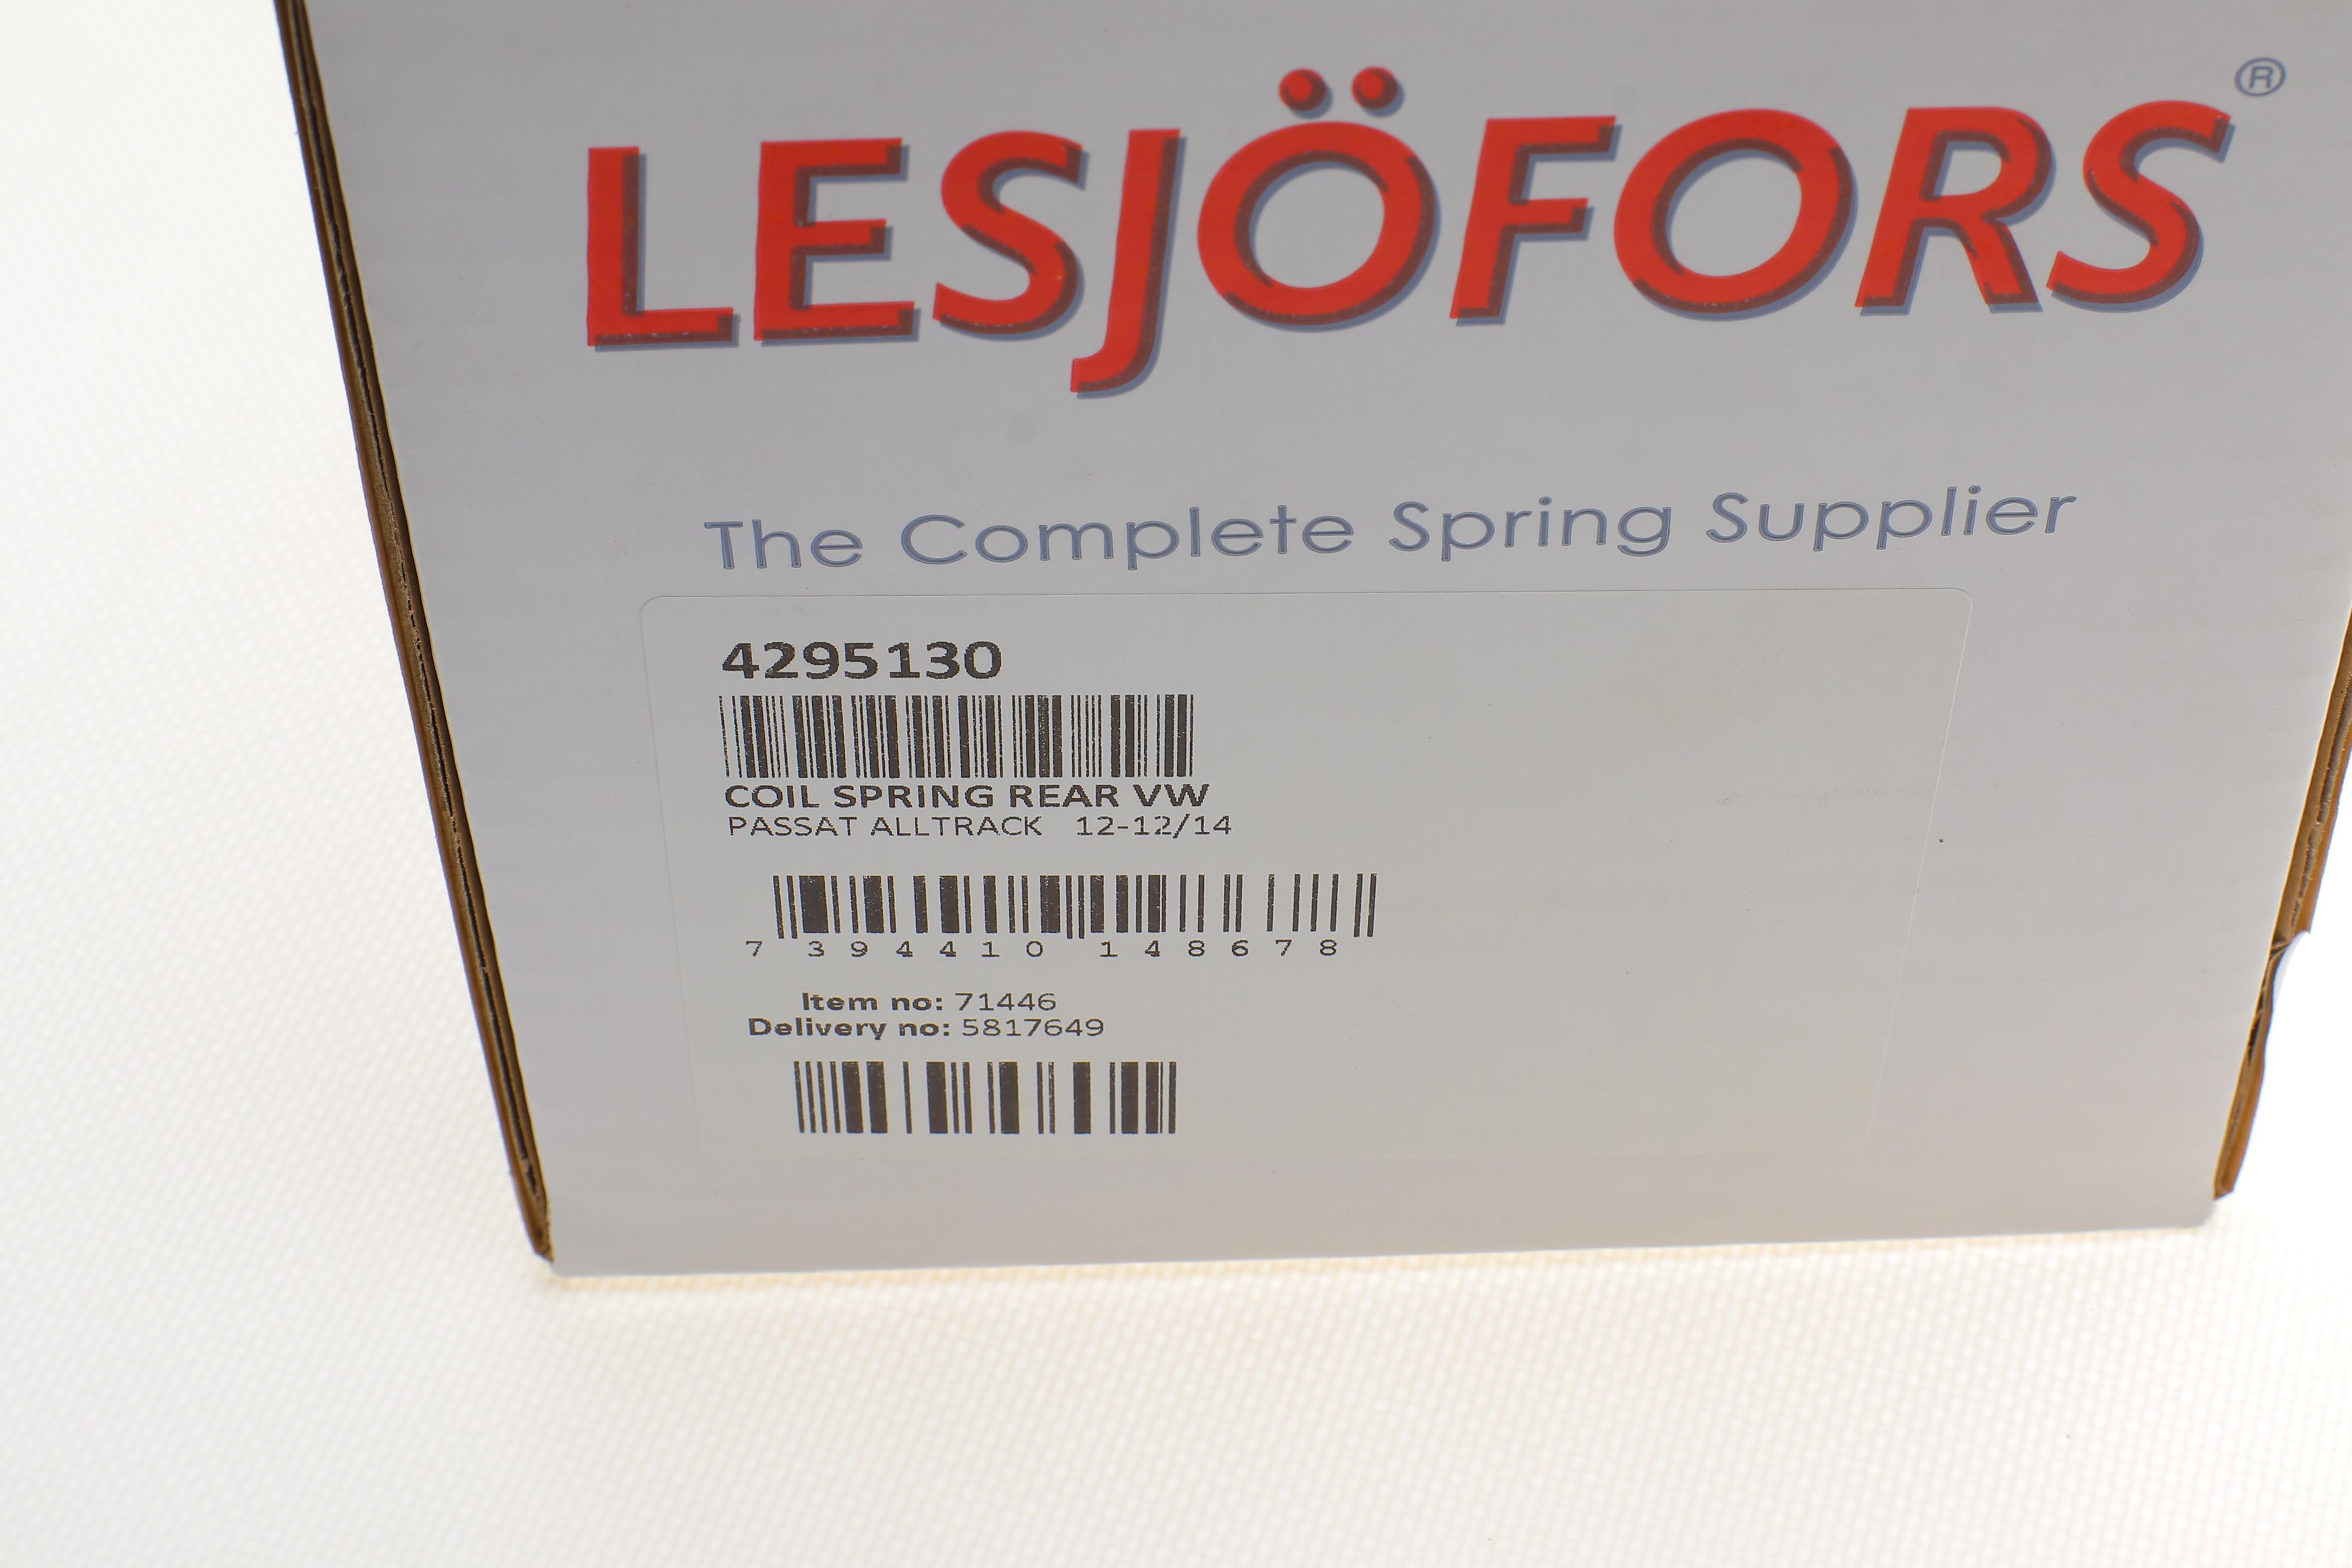 LESJÖFORS®
The Complete Spring Supplier
4295130
COIL SPRING REAR VW
PASSAT ALLTRACK 12-12/14
7 394410 148678
Item no: 71446
Delivery no: 5817649